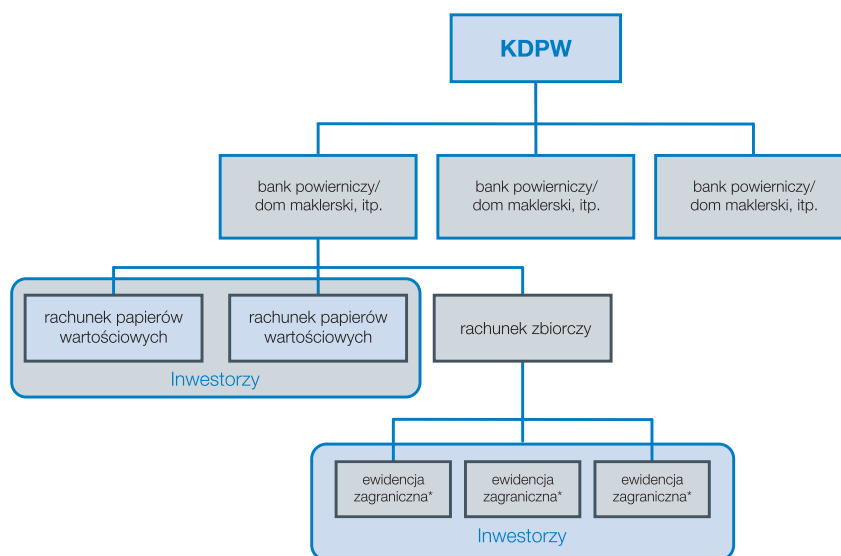 KDPW
bank powierniczy/
dom maklerski, itp.
bank powierniczy/
dom maklerski, itp.
bank powierniczy/
dom maklerski, itp.
rachunek papierów
wartościowych
rachunek papierów
wartościowych
rachunek zbiorczy
Inwestorzy
ewidencja
zagraniczna*
ewidencja
zagraniczna*
ewidencja
zagraniczna*
Inwestorzy